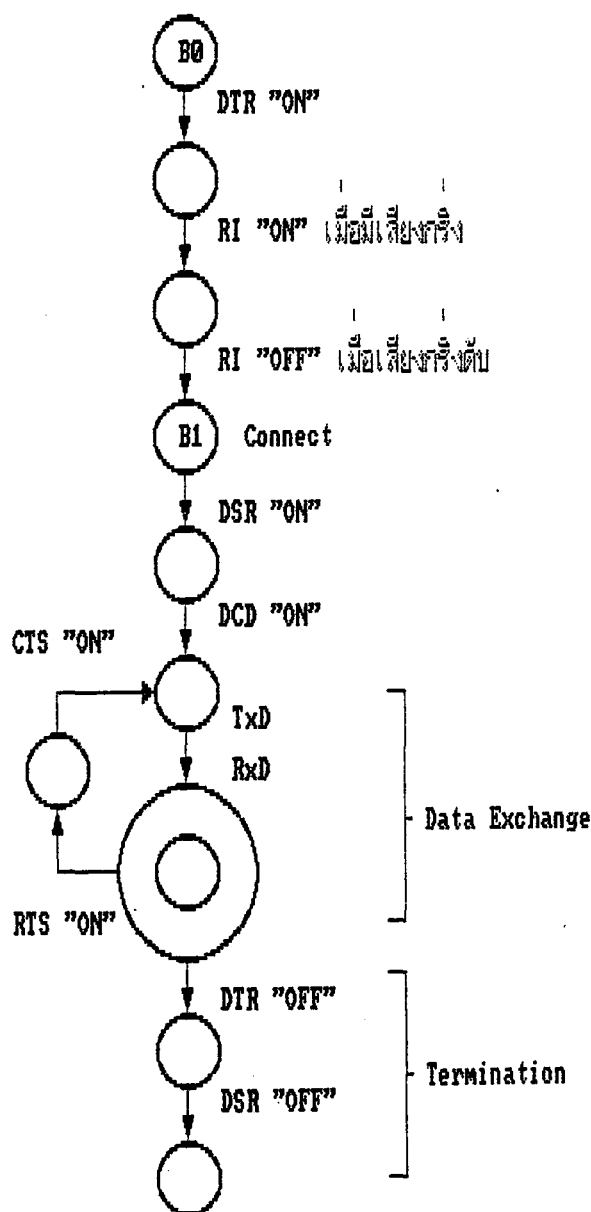 B0
DTR "ON"
RI "ON" เมื่อมีเสียงกริ่ง
RI "OFF" เมื่อเสียงกริ่งดับ
B1 Connect
DSR "ON"
DCD "ON"
CTS "ON"
TxD
RxD
Data Exchange
RTS "ON"
DTR "OFF"
Termination
DSR "OFF"